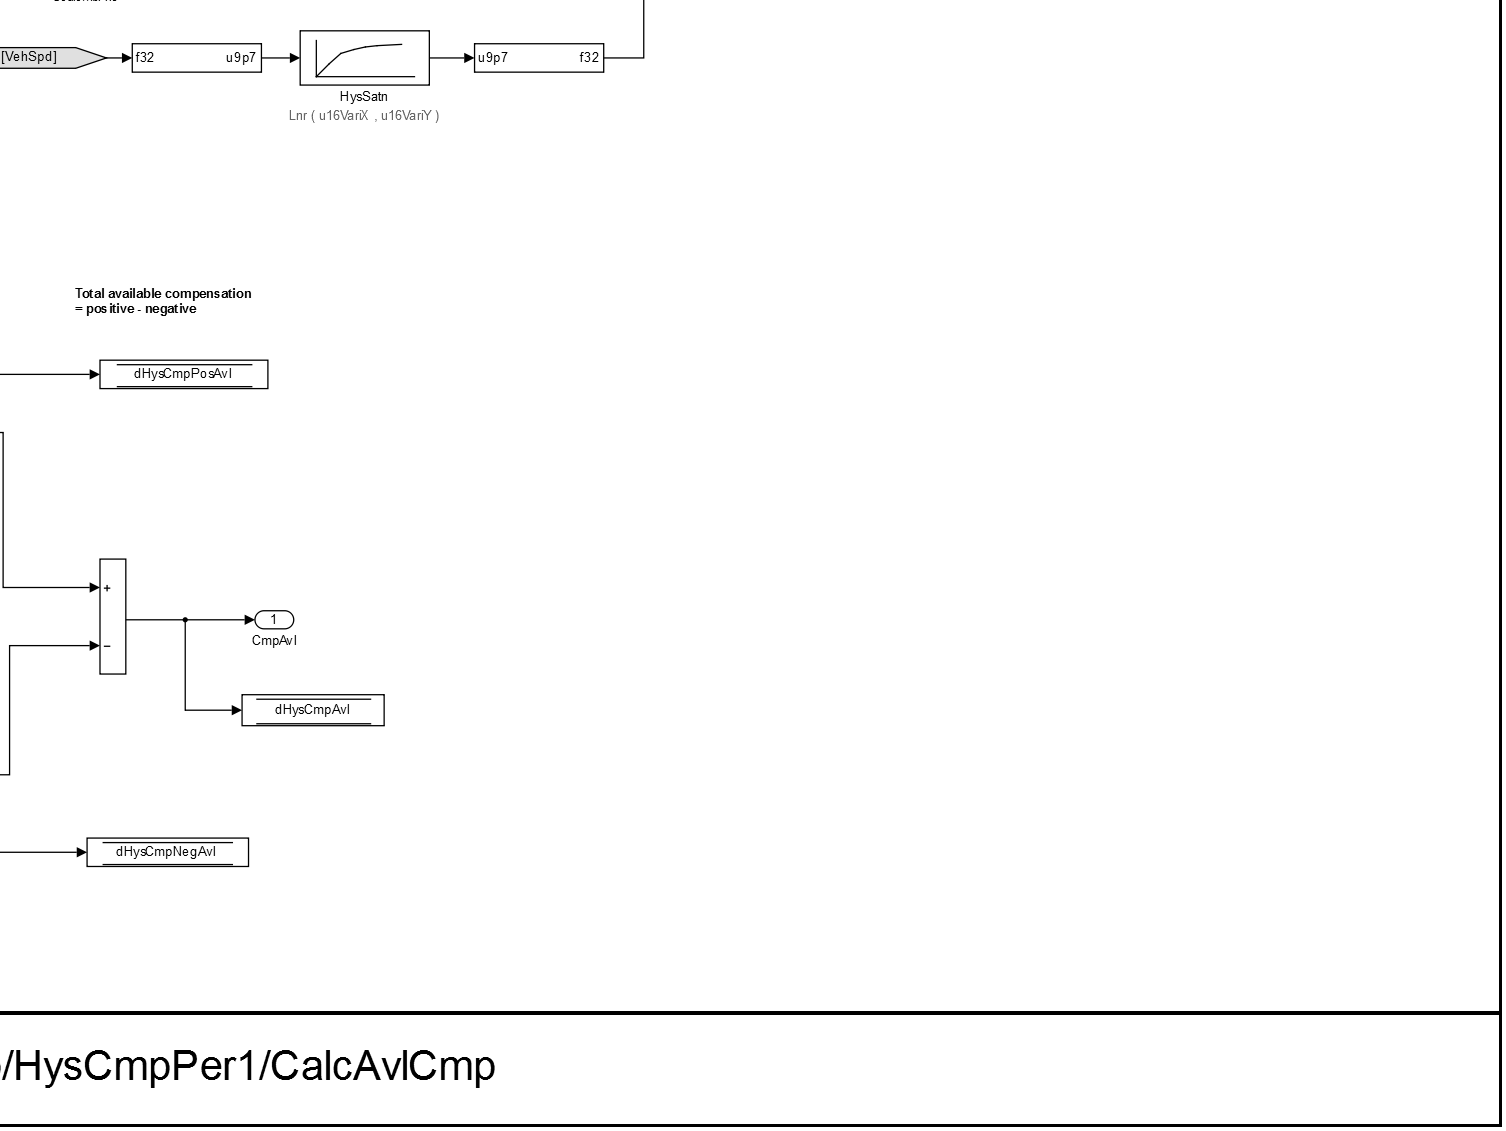 [VehSpd]
f32 u9p7
u9p7 f32
HysSatn
Lnr ( u16VariX , u16VariY )
Total available compensation
= positive - negative
dHysCmpPosAvl
+
1
CmpAvl
−
dHysCmpAvl
dHysCmpNegAvl
/HysCmpPer1/CalcAvlCmp